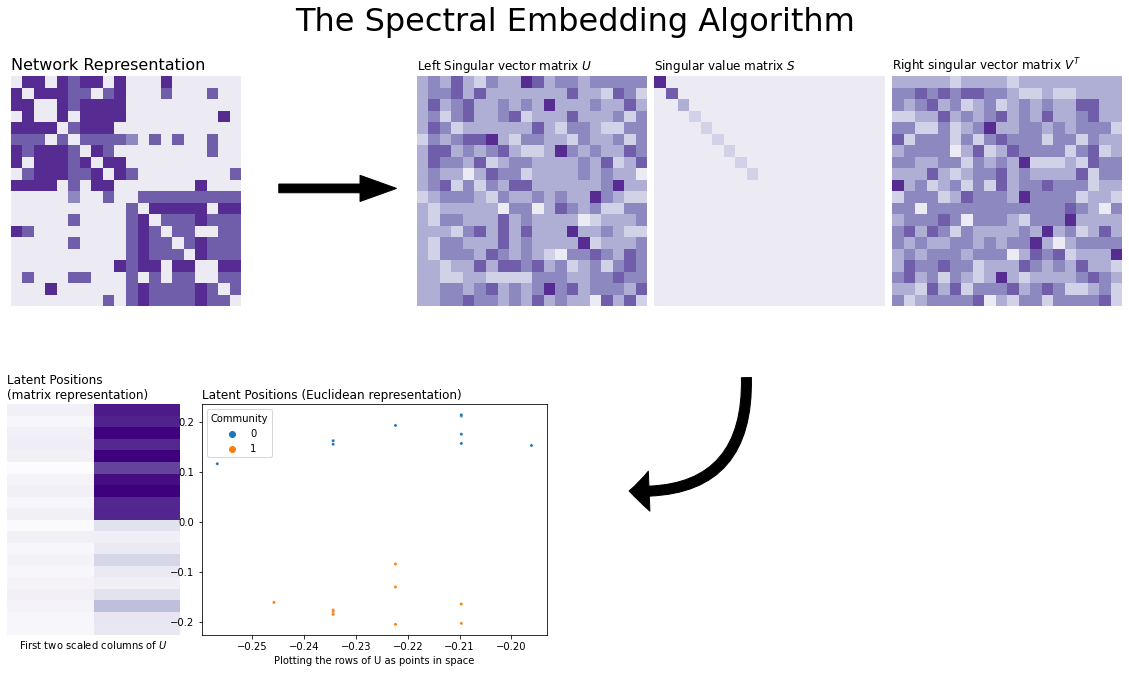 The Spectral Embedding Algorithm
Network Representation
Left Singular vector matrix U
Singular value matrix S
Right singular vector matrix V^T
Latent Positions
(matrix representation)
First two scaled columns of U
Latent Positions (Euclidean representation)
Community
0
1
0.2
0.1
0.0
−0.1
−0.2
−0.25 −0.24 −0.23 −0.22 −0.21 −0.20
Plotting the rows of U as points in space